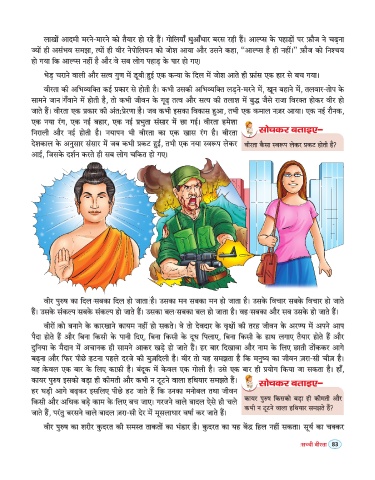 लाखों आदमी मरने-मारने को तैयार हो रहे हैं। गोलियाँ धुआँधार बरस रही हैं। आल्प्स के पहाड़ों पर फ़ौज ने चढ़ना
ज्यों ही असंभव समझा, त्यों ही वीर नेपोलियन को जोश आया और उसने कहा, “आल्प्स है ही नहीं।” फ़ौज को निश्चय
हो गया कि आल्प्स नहीं है और वे सब लोग पहाड़ के पार हो गए।
भेड़ चराने वाली और सत्व गुण में डूबी हुई एक कन्या के दिल में जोश आते ही फ्रांस एक हार से बच गया।
वीरता की अभिव्यक्ति कई प्रकार से होती है। कभी उसकी अभिव्यक्ति लड़ने-मरने में, खून बहाने में, तलवार-तोप के
सामने जान गँवाने में होती है, तो कभी जीवन के गूढ़ तत्व और सत्य की तलाश में बुद्ध जैसे राजा विरक्त होकर वीर हो
जाते हैं। वीरता एक प्रकार की अंत:प्रेरणा है। जब कभी इसका विकास हुआ, तभी एक कमाल नज़र आया। एक नई रौनक,
एक नया रंग, एक नई बहार, एक नई प्रभुता संसार में छा गई। वीरता हमेशा
निराली और नई होती है। नयापन भी वीरता का एक खास रंग है। वीरता
देशकाल के अनुसार संसार में जब कभी प्रकट हुई, तभी एक नया स्वरूप लेकर
आई, जिसके दर्शन करते ही सब लोग चकित हो गए।
सोचकर बताइए–
वीरता कैसा स्वरूप लेकर प्रकट होती है?
वीर पुरुष का दिल सबका दिल हो जाता है। उसका मन सबका मन हो जाता है। उसके विचार सबके विचार हो जाते
हैं। उसके संकल्प सबके संकल्प हो जाते हैं। उसका बल सबका बल हो जाता है। वह सबका और सब उसके हो जाते हैं।
वीरों को बनाने के कारखाने कायम नहीं हो सकते। वे तो देवदार के वृक्षों की तरह जीवन के अरण्य में अपने आप
पैदा होते हैं और बिना किसी के पानी दिए, बिना किसी के दूध पिलाए, बिना किसी के हाथ लगाए तैयार होते हैं और
दुनिया के मैदान में अचानक ही सामने आकर खड़े हो जाते हैं। हर बार दिखावा और नाम के लिए छाती ठोंककर आगे
बढ़ना और फिर पीछे हटना पहले दरजे की बुज़दिली है। वीर तो यह समझता है कि मनुष्य का जीवन ज़रा-सी चीज़ है।
वह केवल एक बार के लिए काफ़ी है। बंदूक में केवल एक गोली है। उसे एक बार ही प्रयोग किया जा सकता है। हाँ,
कायर पुरुष इसको बड़ा ही कीमती और कभी न टूटने वाला हथियार समझते हैं।
हर घड़ी आगे बढ़कर इसलिए पीछे हट जाते हैं कि उनका मनोबल तथा जीवन
किसी और अधिक बड़े काम के लिए बच जाए। गरजने वाले बादल ऐसे ही चले
जाते हैं, परंतु बरसने वाले बादल ज़रा-सी देर में मूसलाधार वर्षा कर जाते हैं।
सोचकर बताइए–
कायर पुरुष किसको बड़ा ही कीमती और
कभी न टूटने वाला हथियार समझते हैं?
वीर पुरुष का शरीर कुदरत की समस्त ताकतों का भंडार है। कुदरत का यह केंद्र हिल नहीं सकता। सूर्य का चक्कर
सच्ची वीरता 83